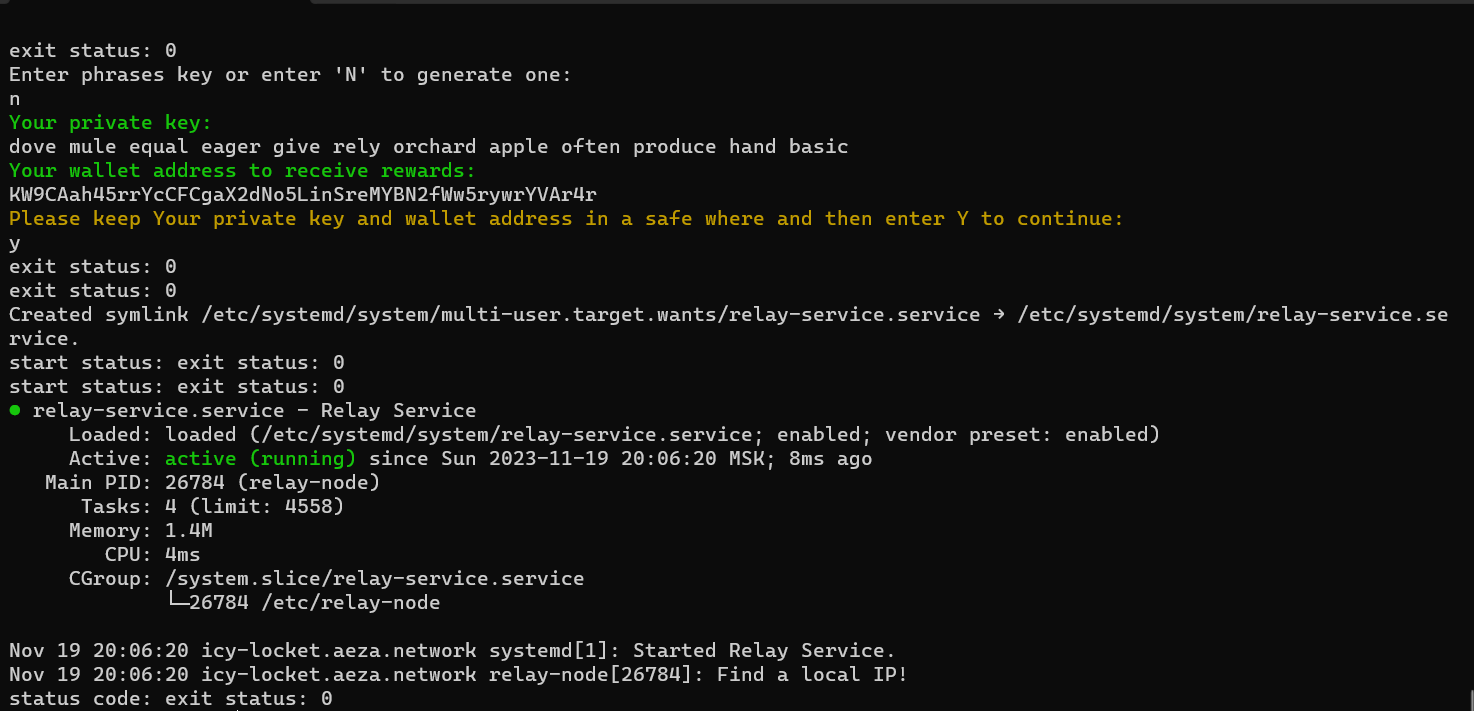 exit status: 0
Enter phrases key or enter 'N' to generate one:
n
Your private key:
dove mule equal eager give rely orchard apple often produce hand basic
Your wallet address to receive rewards:
KW9CAah45rrYcCFCgaX2dNo5LinSreMYBN2fWw5rywrYVAr4r
Please keep Your private key and wallet address in a safe where and then enter Y to continue:
y
exit status: 0
exit status: 0
Created symlink /etc/systemd/system/multi-user.target.wants/relay-service.service → /etc/systemd/system/relay-service.se
rvice.
start status: exit status: 0
start status: exit status: 0
● relay-service.service - Relay Service
Loaded: loaded (/etc/systemd/system/relay-service.service; enabled; vendor preset: enabled)
Active: active (running) since Sun 2023-11-19 20:06:20 MSK; 8ms ago
Main PID: 26784 (relay-node)
Tasks: 4 (limit: 4558)
Memory: 1.4M
CPU: 4ms
CGroup: /system.slice/relay-service.service
└─26784 /etc/relay-node
Nov 19 20:06:20 icy-locket.aeza.network systemd[1]: Started Relay Service.
Nov 19 20:06:20 icy-locket.aeza.network relay-node[26784]: Find a local IP!
status code: exit status: 0